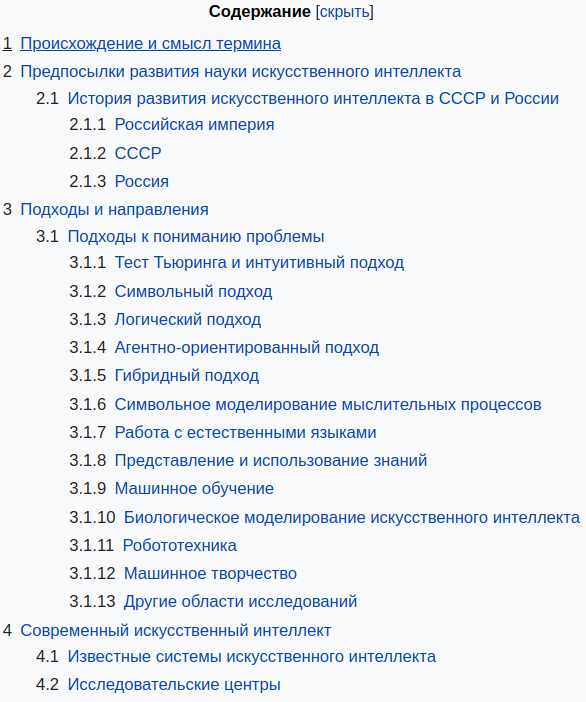 Содержание [скрыть]
1 Происхождение и смысл термина
2 Предпосылки развития науки искусственного интеллекта
2.1 История развития искусственного интеллекта в СССР и России
2.1.1 Российская империя
2.1.2 СССР
2.1.3 Россия
3 Подходы и направления
3.1 Подходы к пониманию проблемы
3.1.1 Тест Тьюринга и интуитивный подход
3.1.2 Символьный подход
3.1.3 Логический подход
3.1.4 Агентно-ориентированный подход
3.1.5 Гибридный подход
3.1.6 Символьное моделирование мыслительных процессов
3.1.7 Работа с естественными языками
3.1.8 Представление и использование знаний
3.1.9 Машинное обучение
3.1.10 Биологическое моделирование искусственного интеллекта
3.1.11 Робототехника
3.1.12 Машинное творчество
3.1.13 Другие области исследований
4 Современный искусственный интеллект
4.1 Известные системы искусственного интеллекта
4.2 Исследовательские центры